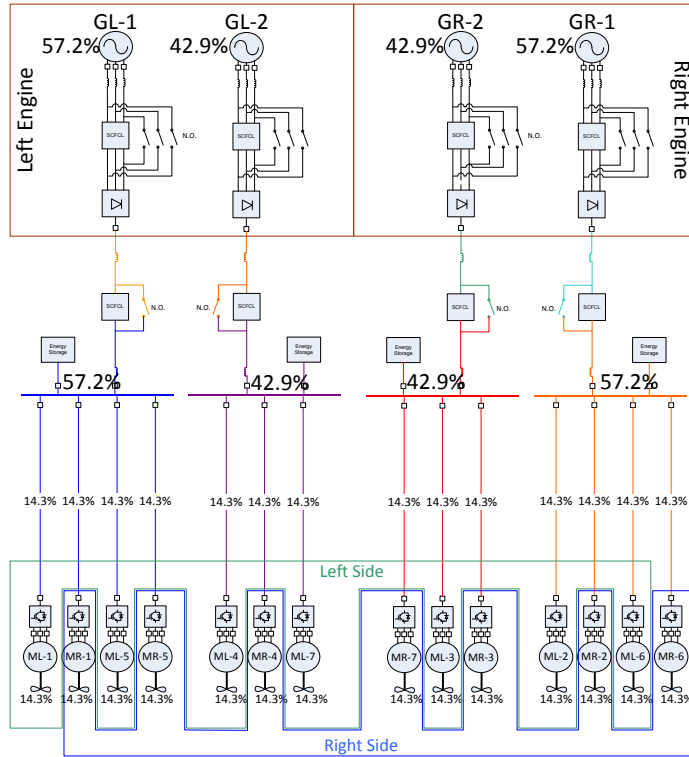 GL-1 GL-2 GR-2 GR-1
57.2% 42.9% 42.9% 57.2%
Left Engine
Right Engine
SCFCL N.O. SCFCL SCFCL N.O. SCFCL
SCFCL N.O. N.O. SCFCL SCFCL N.O. N.O. SCFCL
Energy Storage
Energy Storage
Energy Storage
Energy Storage
57.2% 42.9% 42.9% 57.2%
14.3% 14.3% 14.3% 14.3% 14.3% 14.3% 14.3% 14.3% 14.3% 14.3% 14.3% 14.3% 14.3% 14.3%
Left Side
ML-1 MR-1 ML-5 MR-5 ML-4 MR-4 ML-7 MR-7 ML-3 MR-3 ML-2 MR-2 ML-6 MR-6
14.3% 14.3% 14.3% 14.3% 14.3% 14.3% 14.3% 14.3% 14.3% 14.3% 14.3% 14.3% 14.3% 14.3%
Right Side